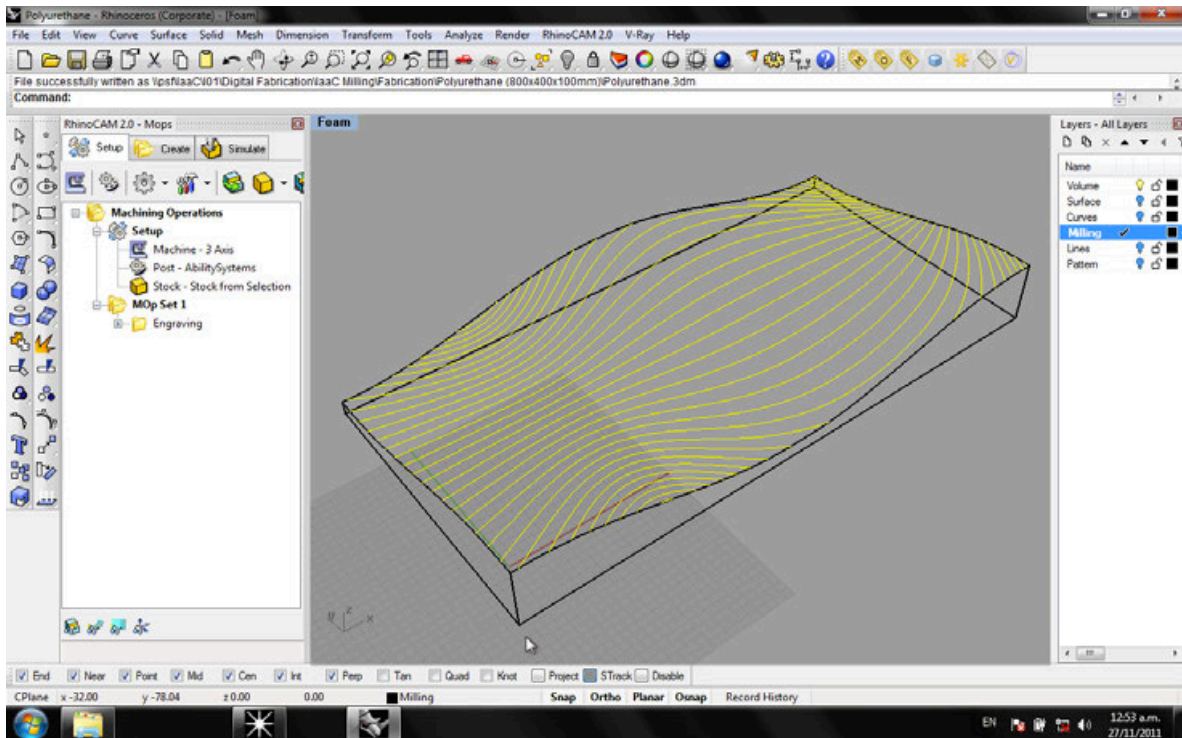 Polyurethane - Rhinoceros (Corporate) - [Foam]
File Edit View Curve Surface Solid Mesh Dimension Transform Tools Analyze Render RhinoCAM 2.0 V-Ray Help
File successfully written as \\psf\IaaC\I01\Digital Fabrication\IaaC Milling\Fabrication\Polyurethane (800x400x100mm)\Polyurethane.3dm
Command:
RhinoCAM 2.0 - Mops
Setup Create Simulate
Machining Operations
Setup
Machine - 3 Axis
Post - AbilitySystems
Stock - Stock from Selection
MOp Set 1
Engraving
Foam
z
y
x
Layers - All Layers
Name
Volume
Surface
Curves
Milling
Lines
Pattern
End Near Point Mid Cen Int Perp Tan Quad Knot Project STrack Disable
CPlane x -32.00 y -78.04 z 0.00 0.00 Milling Snap Ortho Planar Osnap Record History
EN 12:53 a.m.
27/11/2011